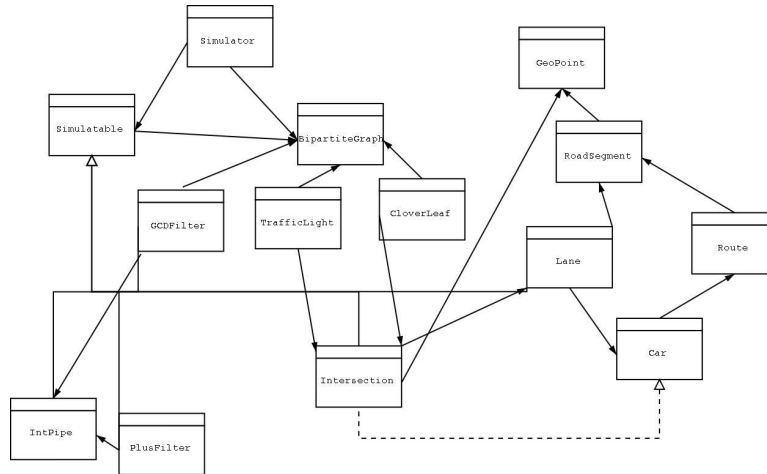 Simulator
GeoPoint
Simulatable
BipartiteGraph
RoadSegment
GCDFilter
TrafficLight
CloverLeaf
Lane
Route
Car
Intersection
IntPipe
PlusFilter